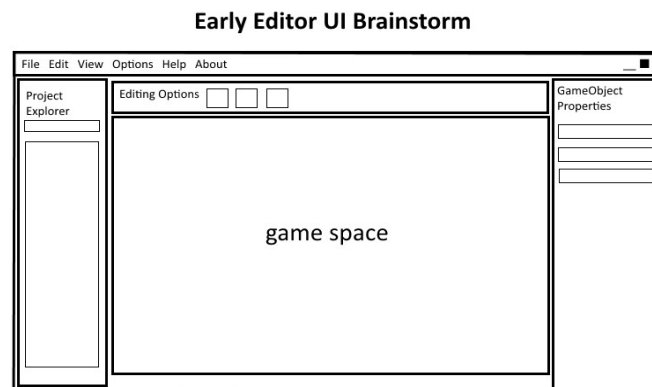 Early Editor UI Brainstorm
File Edit View Options Help About
Project
Explorer
Editing Options
GameObject
Properties
game space